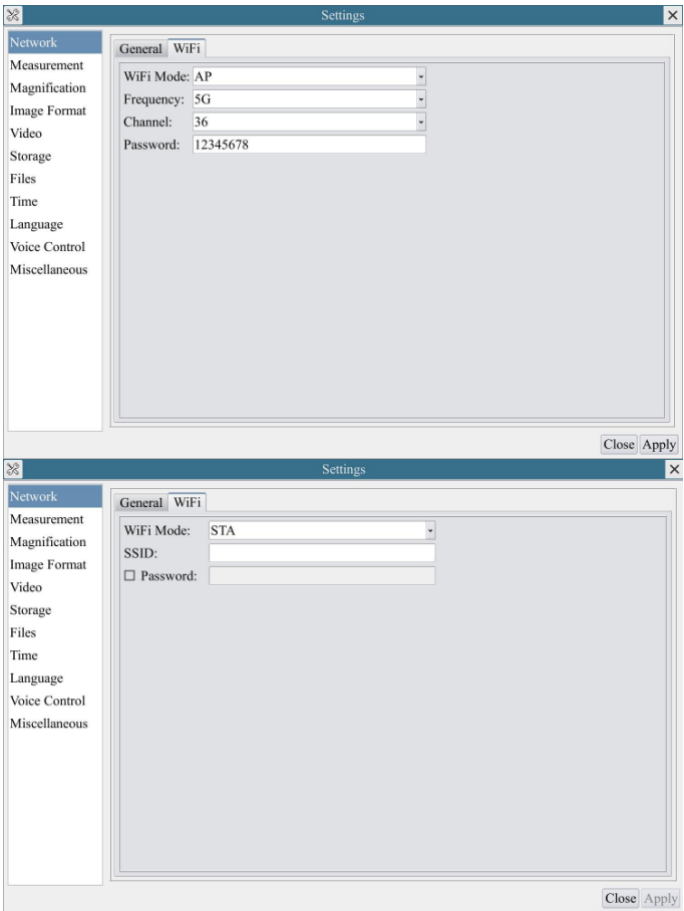 Settings
Network
Measurement
Magnification
Image Format
Video
Storage
Files
Time
Language
Voice Control
Miscellaneous
General WiFi
WiFi Mode: AP
Frequency: 5G
Channel: 36
Password: 12345678
Close Apply
Settings
Network
Measurement
Magnification
Image Format
Video
Storage
Files
Time
Language
Voice Control
Miscellaneous
General WiFi
WiFi Mode: STA
SSID:
Password:
Close Apply